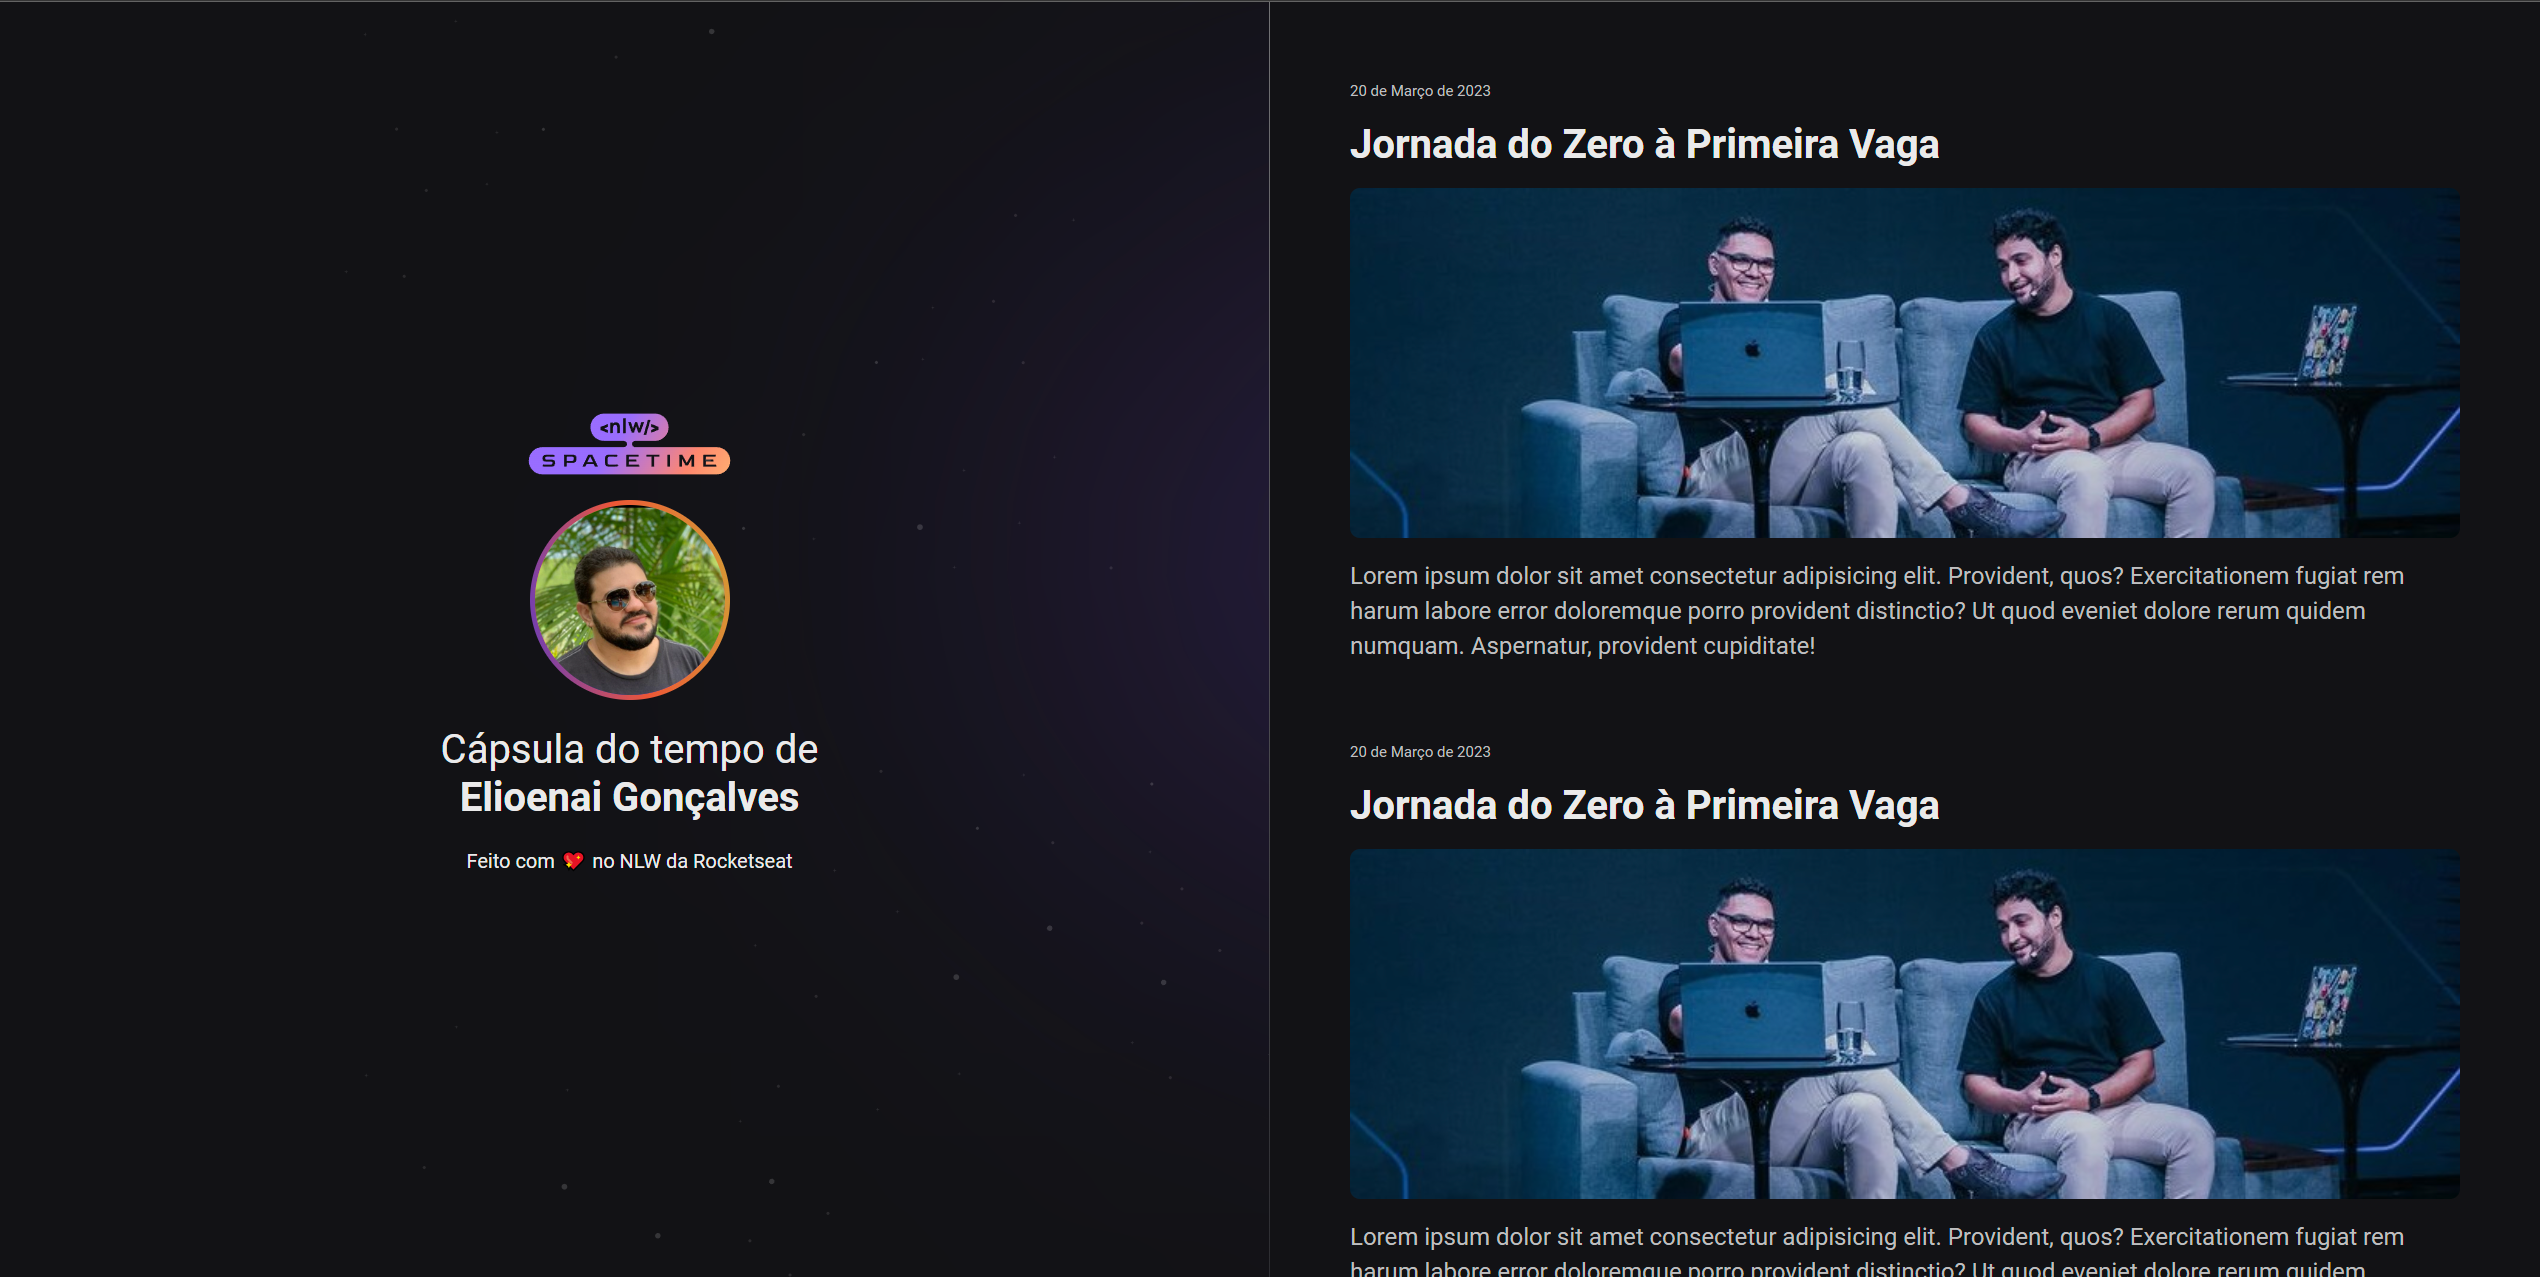 <nlw/>
SPACETIME
Cápsula do tempo de
Elioenai Gonçalves
Feito com 💖 no NLW da Rocketseat
20 de Março de 2023
Jornada do Zero à Primeira Vaga
Lorem ipsum dolor sit amet consectetur adipisicing elit. Provident, quos? Exercitationem fugiat rem
harum labore error doloremque porro provident distinctio? Ut quod eveniet dolore rerum quidem
numquam. Aspernatur, provident cupiditate!
20 de Março de 2023
Jornada do Zero à Primeira Vaga
Lorem ipsum dolor sit amet consectetur adipisicing elit. Provident, quos? Exercitationem fugiat rem
harum labore error doloremque porro provident distinctio? Ut quod eveniet dolore rerum quidem